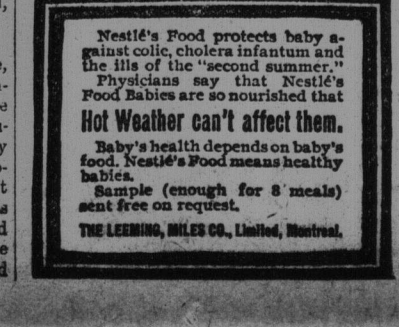 Nestlé's Food protects baby a-
gainst colic, cholera infantum and
the ills of the "second summer."
Physicians say that Nestlé's
Food Babies are so nourished that
Hot Weather can't affect them.
Baby's health depends on baby's
food. Nestlé's Food means healthy
babies.
Sample (enough for 8 meals)
sent free on request.
THE LEEMING, MILES CO., Limited, Montreal.